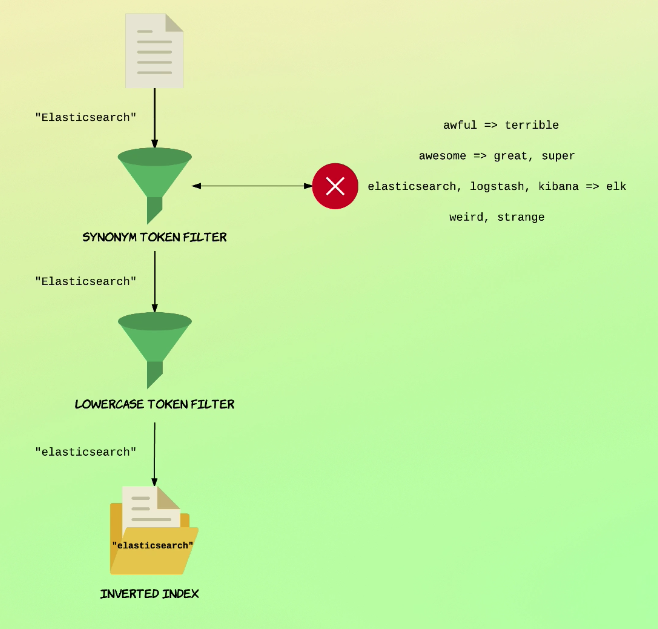 "Elasticsearch"
awful => terrible
awesome => great, super
elasticsearch, logstash, kibana => elk
weird, strange
SYNONYM TOKEN FILTER
"Elasticsearch"
LOWERCASE TOKEN FILTER
"elasticsearch"
"elasticsearch"
INVERTED INDEX